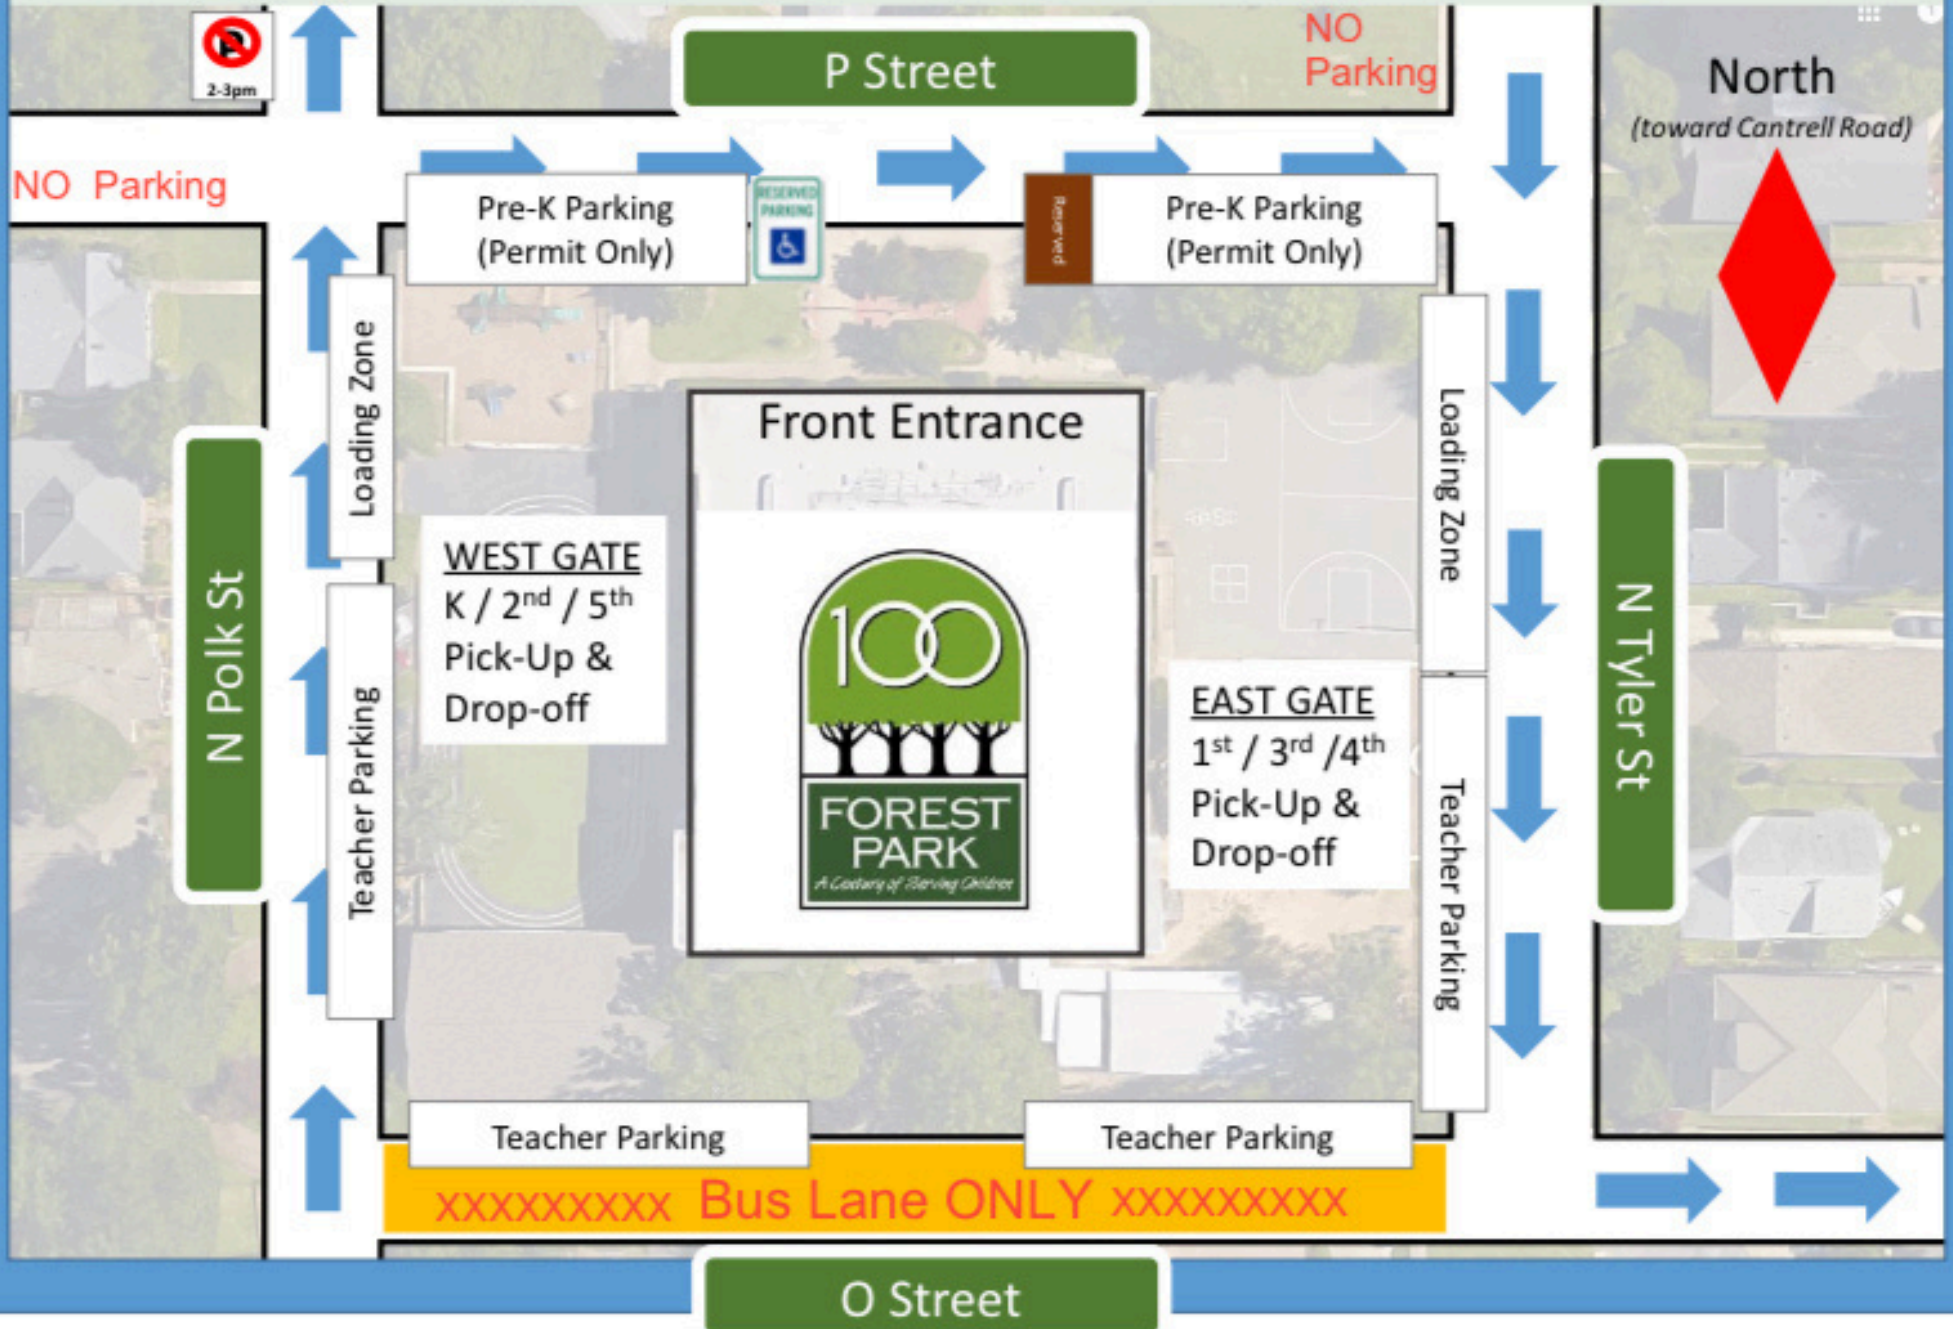 P
2-3pm
P Street
NO
Parking
North
(toward Cantrell Road)
NO Parking
Pre-K Parking
(Permit Only)
RESERVED
PARKING
Reserved
Pre-K Parking
(Permit Only)
Loading Zone
Front Entrance
Loading Zone
WEST GATE
K / 2nd / 5th
Pick-Up &
Drop-off
100
FOREST
PARK
A Century of Serving Children
EAST GATE
1st / 3rd /4th
Pick-Up &
Drop-off
N Polk St
N Tyler St
Teacher Parking
Teacher Parking
Teacher Parking
Teacher Parking
xxxxxxxxx Bus Lane ONLY xxxxxxxxx
O Street